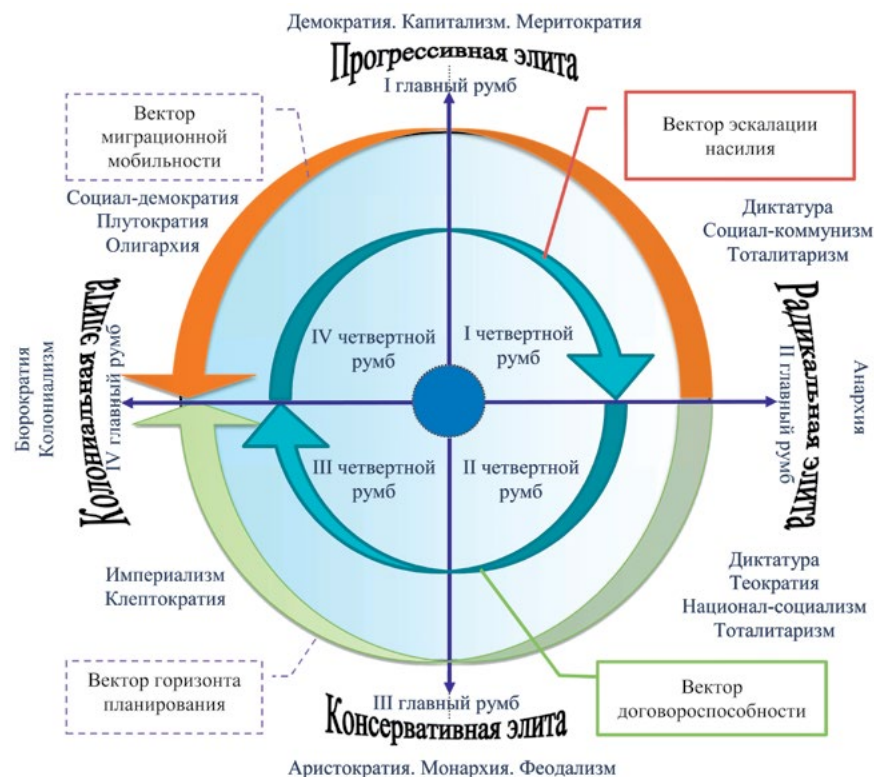 Демократия. Капитализм. Меритократия
Прогрессивная элита
I главный румб
Вектор
миграционной
мобильности
Вектор эскалации
насилия
Социал-демократия
Плутократия
Олигархия
Диктатура
Социал-коммунизм
Тоталитаризм
IV четвертной
румб
I четвертной
румб
Бюрократия
Колониализм
Колониальная элита
IV главный румб
Радикальная элита
II главный румб
Анархия
III четвертной
румб
II четвертной
румб
Империализм
Клептократия
Диктатура
Теократия
Национал-социализм
Тоталитаризм
Вектор горизонта
планирования
Вектор
договороспособности
III главный румб
Консервативная элита
Аристократия. Монархия. Феодализм